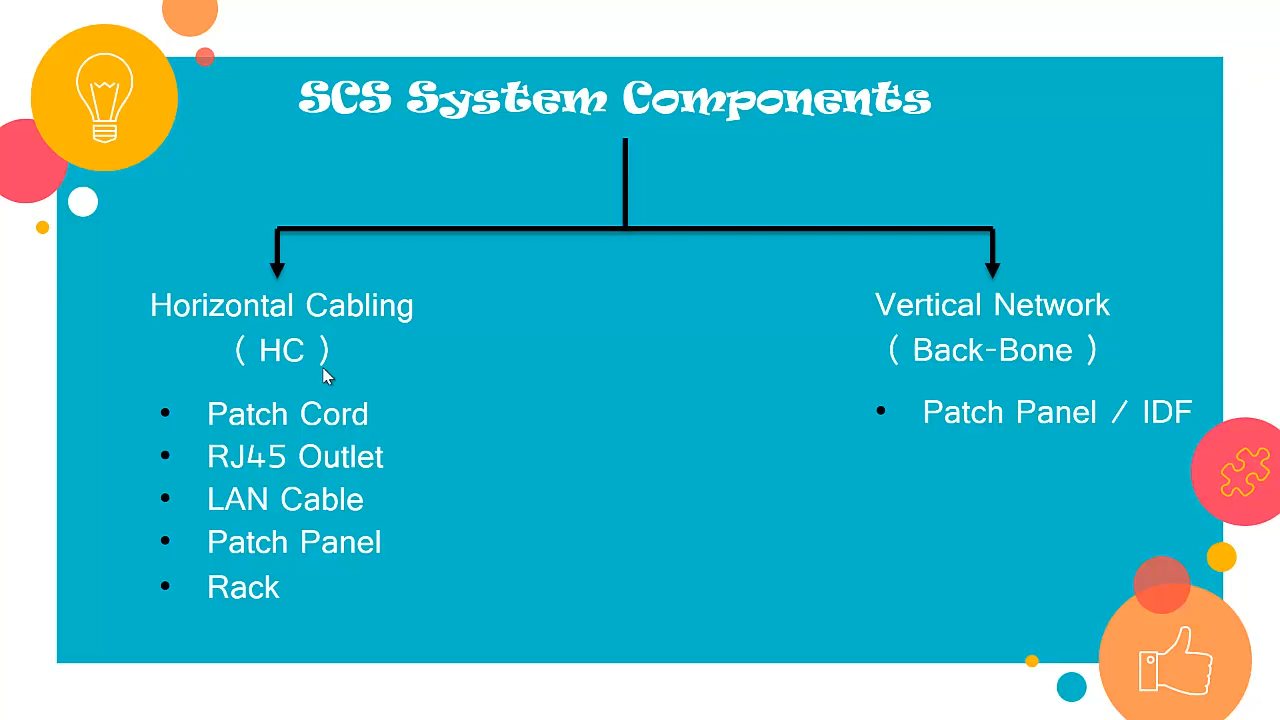 SCS System Components
Horizontal Cabling
( HC )
• Patch Cord
• RJ45 Outlet
• LAN Cable
• Patch Panel
• Rack
Vertical Network
( Back-Bone )
• Patch Panel / IDF